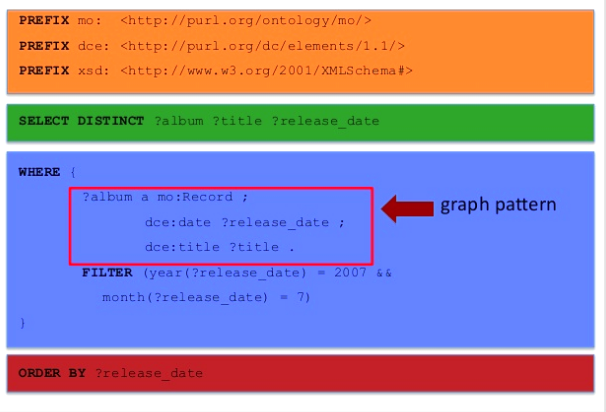 PREFIX mo: <http://purl.org/ontology/mo/>
PREFIX dce: <http://purl.org/dc/elements/1.1/>
PREFIX xsd: <http://www.w3.org/2001/XMLSchema#>
SELECT DISTINCT ?album ?title ?release_date
WHERE {
?album a mo:Record ;
graph pattern
dce:date ?release_date ;
dce:title ?title .
FILTER (year(?release_date) = 2007 &&
month(?release_date) = 7)
}
ORDER BY ?release_date